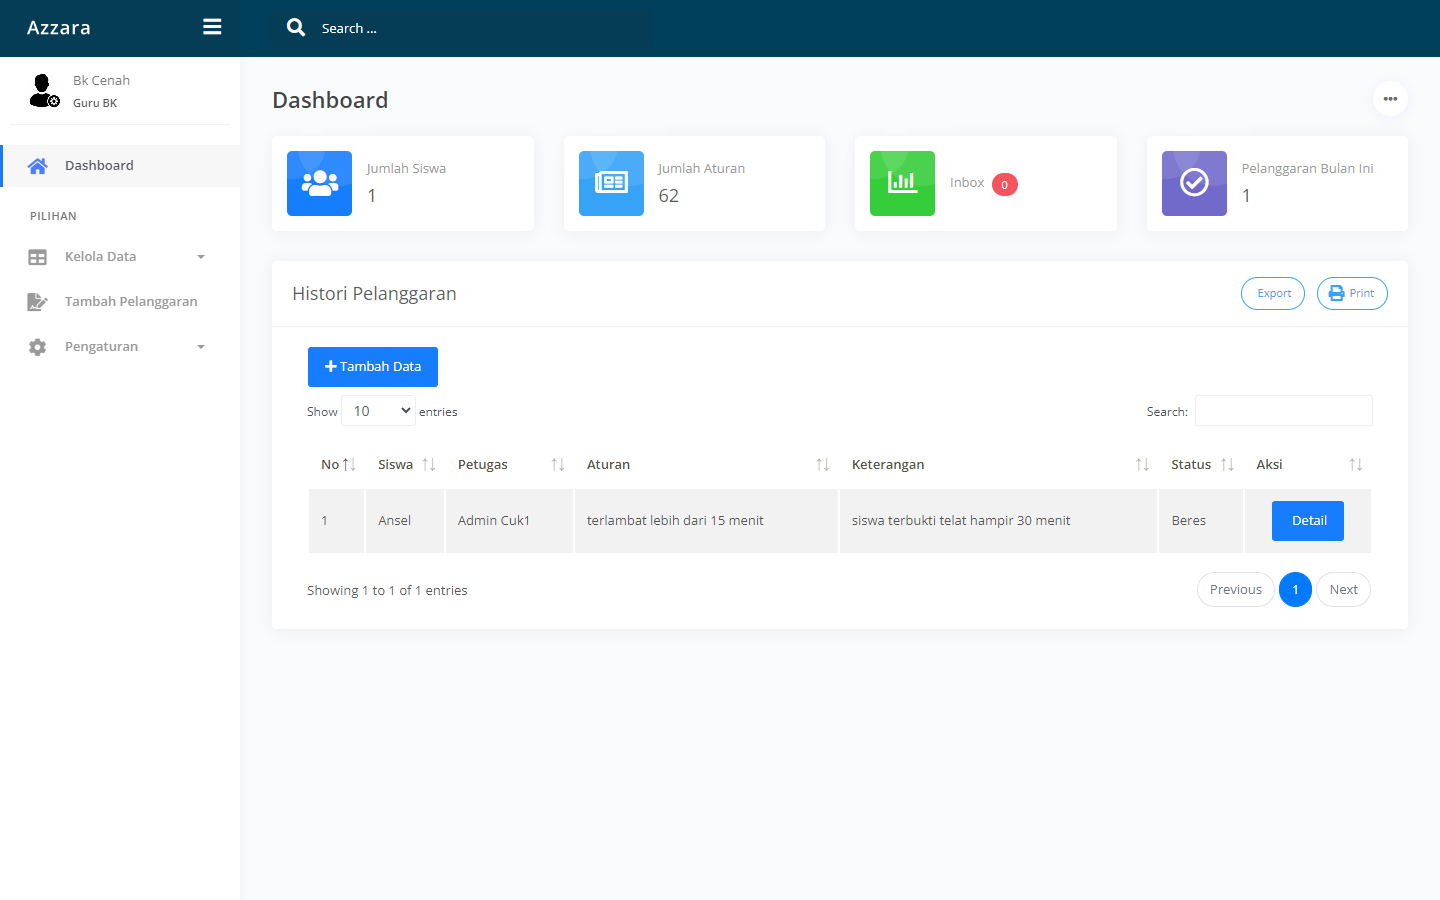 Azzara
Search ...
Bk Cenah
Guru BK
Dashboard
PILIHAN
Kelola Data
Tambah Pelanggaran
Pengaturan
Dashboard
Jumlah Siswa
1
Jumlah Aturan
62
Inbox 0
Pelanggaran Bulan Ini
1
Histori Pelanggaran
Export
Print
Tambah Data
Show 10 entries
Search:
No Siswa Petugas Aturan Keterangan Status Aksi
1 Ansel Admin Cuk1 terlambat lebih dari 15 menit siswa terbukti telat hampir 30 menit Beres Detail
Showing 1 to 1 of 1 entries
Previous 1 Next